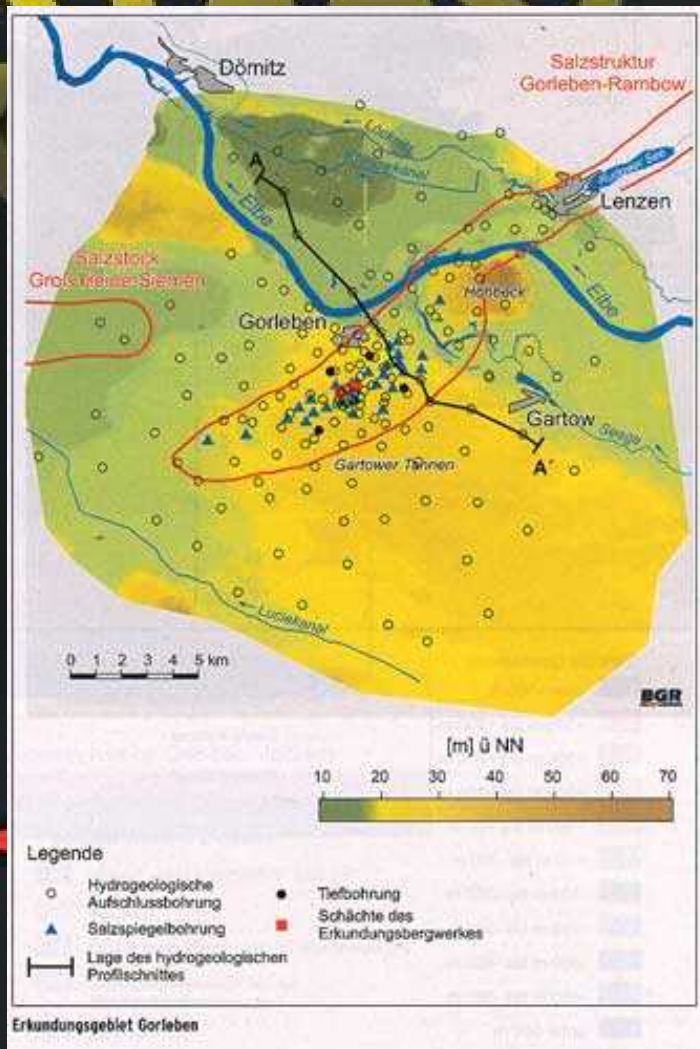 Dömitz
Salzstruktur
Gorleben-Rambow
A
Löcknitz
Elbe
Lenzen
Salzstock
Elbe
Höhbeck
Gorleben
Gartow
Seege
A´
Gartower Tannen
Luciekanal
0 1 2 3 4 5 km
BGR
[m] ü NN
10 20 30 40 50 60 70
Legende
Hydrogeologische
Aufschlussbohrung
Tiefbohrung
Salzspiegelbohrung
Schächte des
Erkundungsbergwerkes
Lage des hydrogeologischen
Profilschnittes
Erkundungsgebiet Gorleben